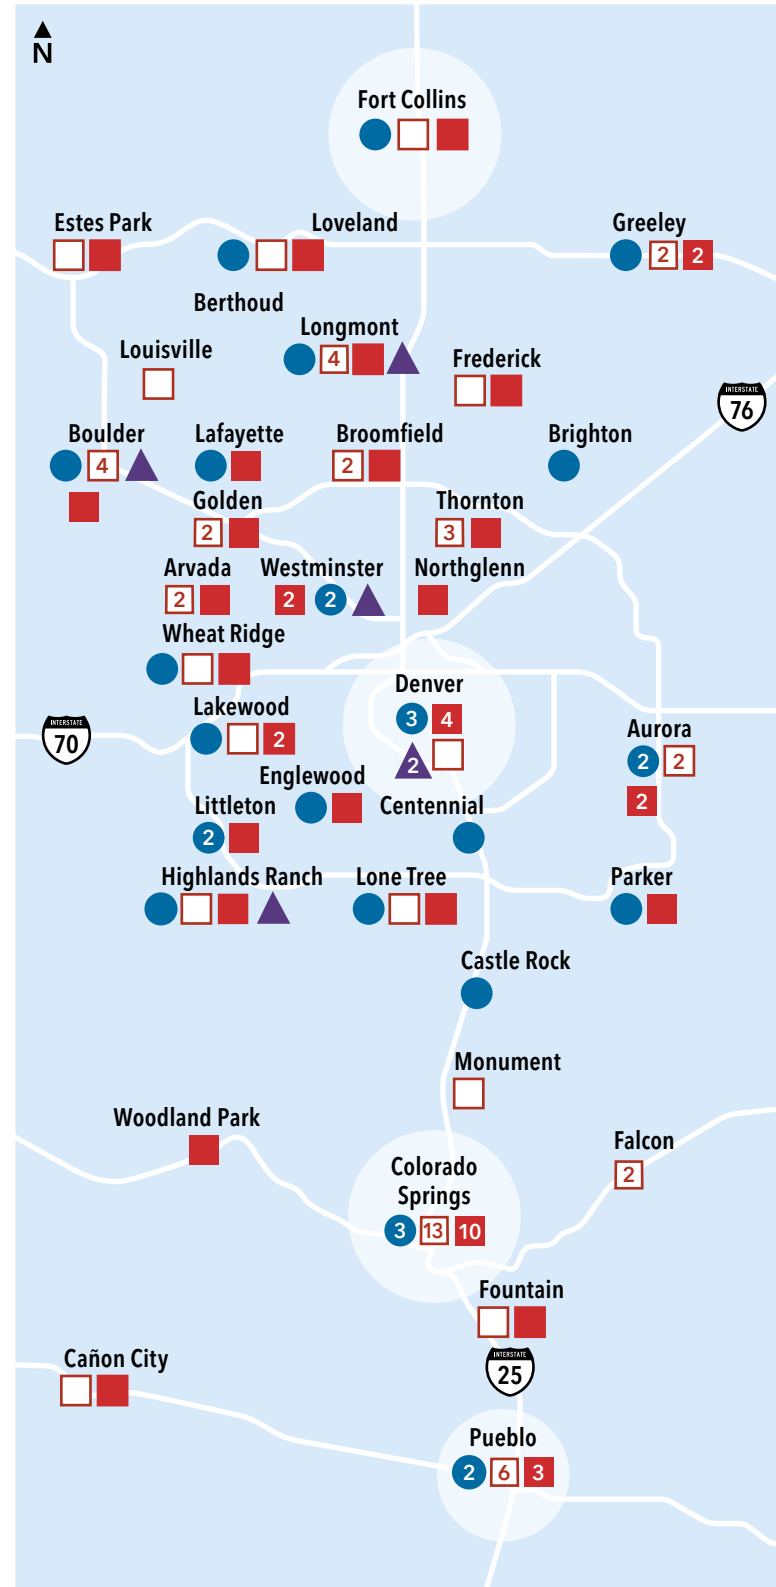 N
Fort Collins
Estes Park
Loveland
Greeley
2
2
Berthoud
Longmont
4
Louisville
Frederick
INTERSTATE
76
Boulder
4
Lafayette
Broomfield
2
Brighton
Golden
2
Thornton
3
Arvada
2
Westminster
2
2
Northglenn
Wheat Ridge
Denver
3
4
2
Lakewood
2
INTERSTATE
70
Aurora
2
2
2
Englewood
Littleton
2
Centennial
Highlands Ranch
Lone Tree
Parker
Castle Rock
Monument
Woodland Park
Falcon
2
Colorado
Springs
3
13
10
Fountain
INTERSTATE
25
Cañon City
Pueblo
2
6
3